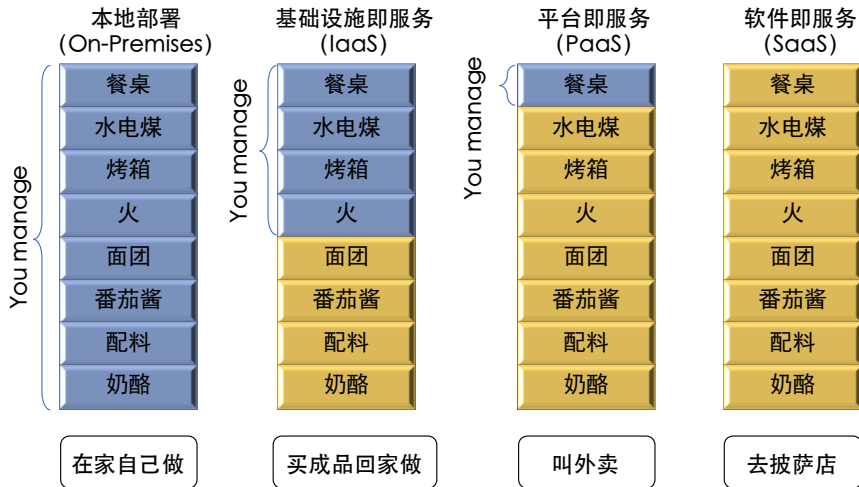 本地部署
(On-Premises)
You manage
餐桌
水电煤
烤箱
火
面团
番茄酱
配料
奶酪
在家自己做
基础设施即服务
(IaaS)
You manage
餐桌
水电煤
烤箱
火
面团
番茄酱
配料
奶酪
买成品回家做
平台即服务
(PaaS)
You manage
餐桌
水电煤
烤箱
火
面团
番茄酱
配料
奶酪
叫外卖
软件即服务
(SaaS)
餐桌
水电煤
烤箱
火
面团
番茄酱
配料
奶酪
去披萨店